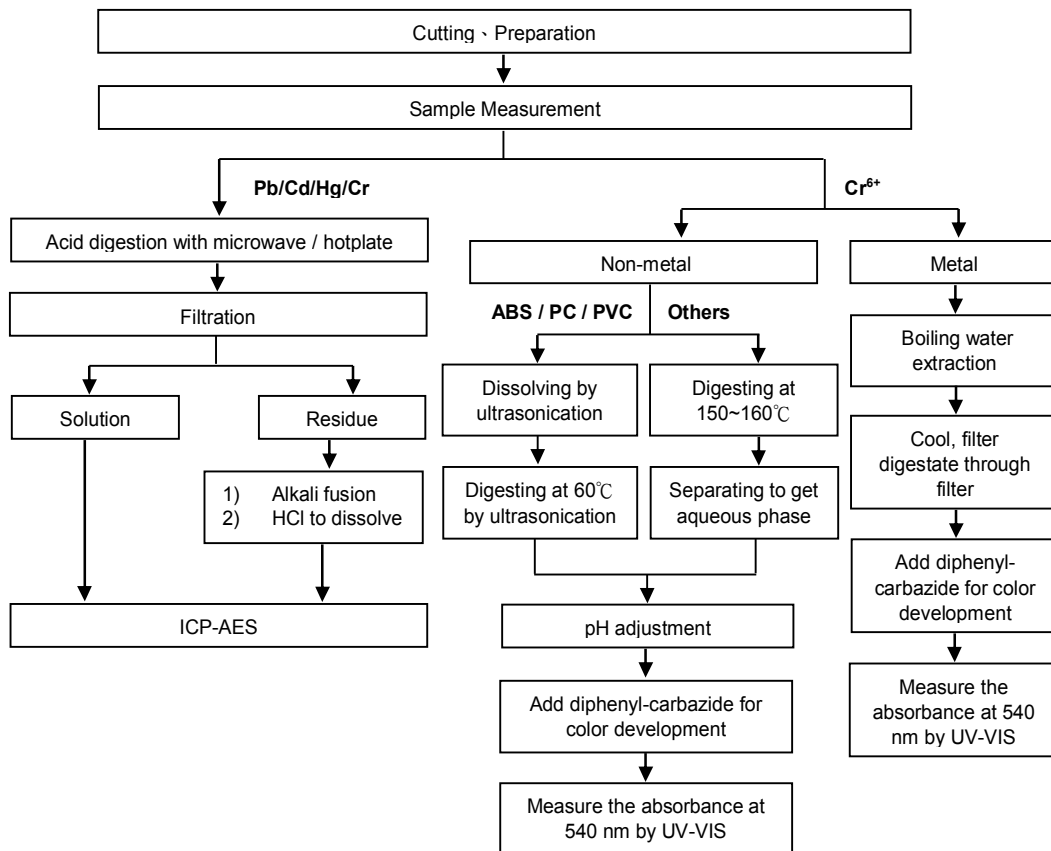 Cutting、Preparation
Sample Measurement
Pb/Cd/Hg/Cr
Cr⁶⁺
Acid digestion with microwave / hotplate
Non-metal
Metal
Filtration
ABS / PC / PVC
Others
Boiling water
extraction
Solution
Residue
Dissolving by
ultrasonication
Digesting at
150~160℃
Cool, filter
digestate through
filter
1) Alkali fusion
2) HCl to dissolve
Digesting at 60℃
by ultrasonication
Separating to get
aqueous phase
Add diphenyl-
carbazide for color
development
ICP-AES
pH adjustment
Add diphenyl-carbazide for
color development
Measure the
absorbance at 540
nm by UV-VIS
Measure the absorbance at
540 nm by UV-VIS